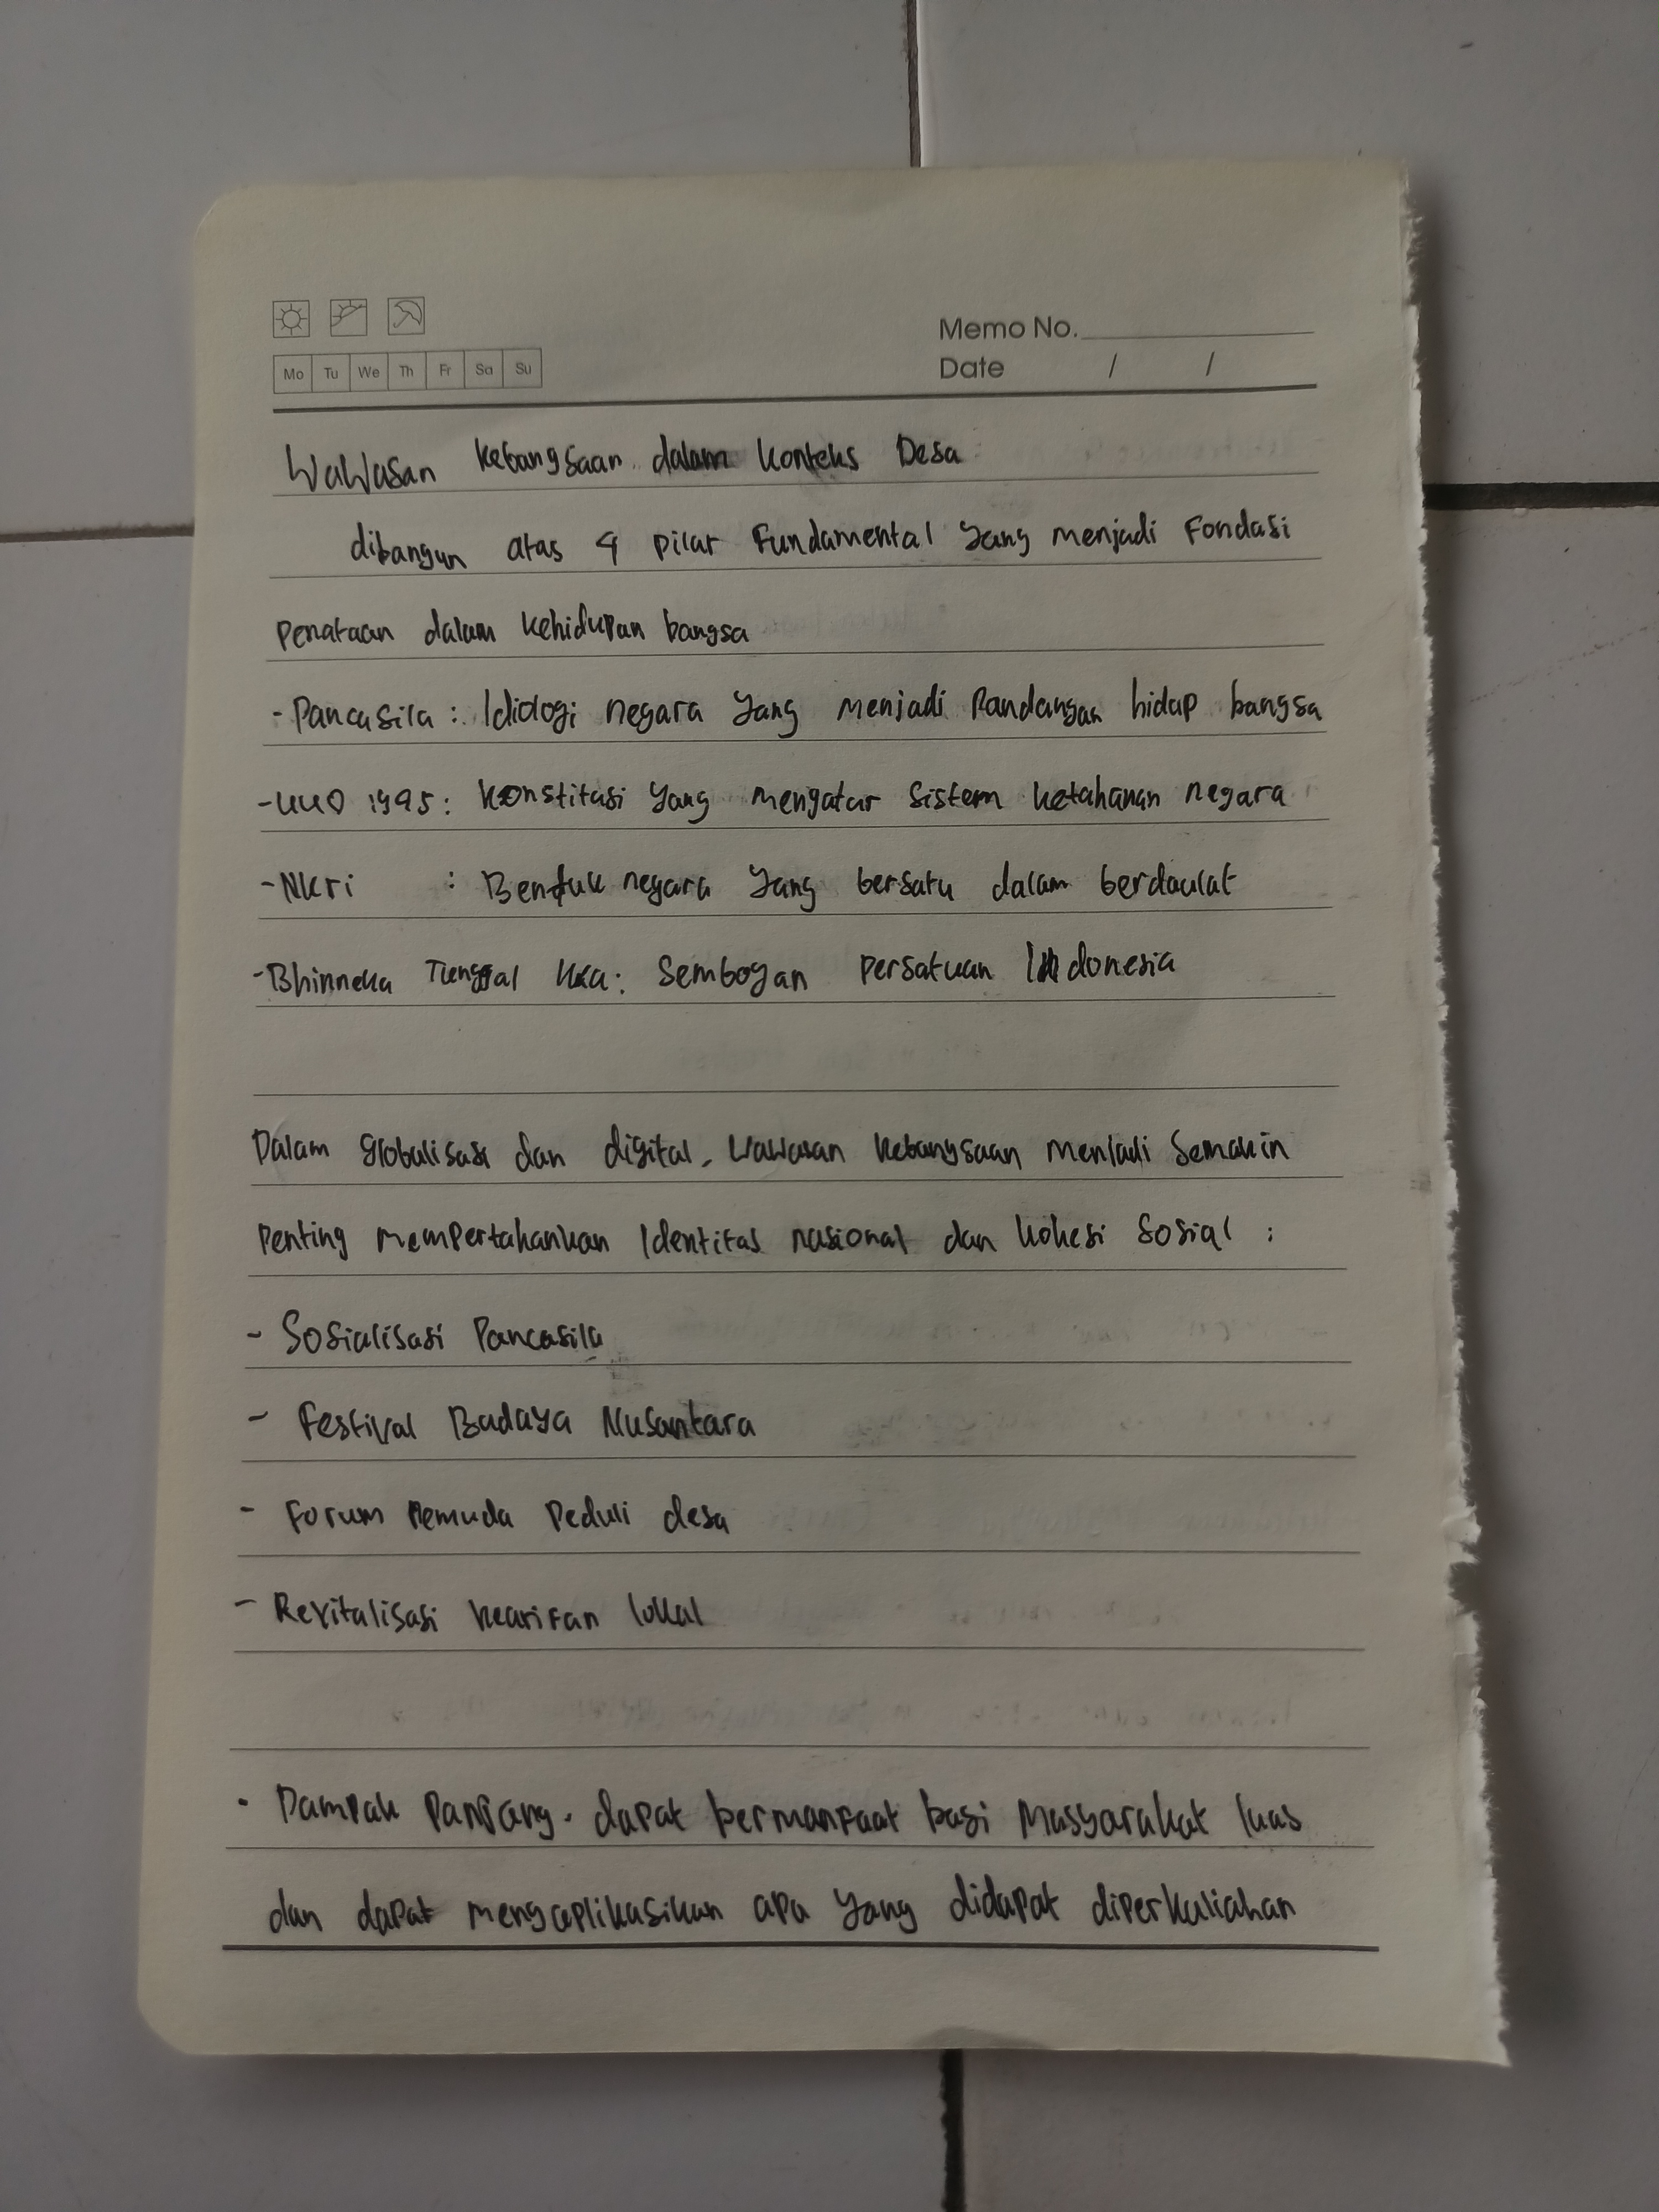 Memo No.
Mo Tu We Th Fr Sa Su
Date / /
Wawasan kebangsaan dalam konteks Desa
dibangun atas 4 pilar Fundamental yang menjadi Fondasi
Penataan dalam kehidupan bangsa
- Pancasila : Idiologi negara yang menjadi Pandangan hidup bangsa
- UUD 1945 : Konstitusi yang mengatur sistem ketahanan negara
- NKri : Bentuk negara yang bersatu dalam berdaulat
- Bhinneka Tunggal Ika : Semboyan Persatuan Indonesia
Dalam globalisasi dan digital, wawasan kebangsaan menjadi semakin
Penting mempertahankan Identitas nasional dan kohesi sosial :
- Sosialisasi Pancasila
- Festival Budaya Nusantara
- Forum Pemuda Peduli desa
- Revitalisasi kearifan lokal
• Dampak Panjang. dapat bermanfaat bagi Masyarakat luas
dan dapat mengaplikasikan apa yang didapat diperkuliahan